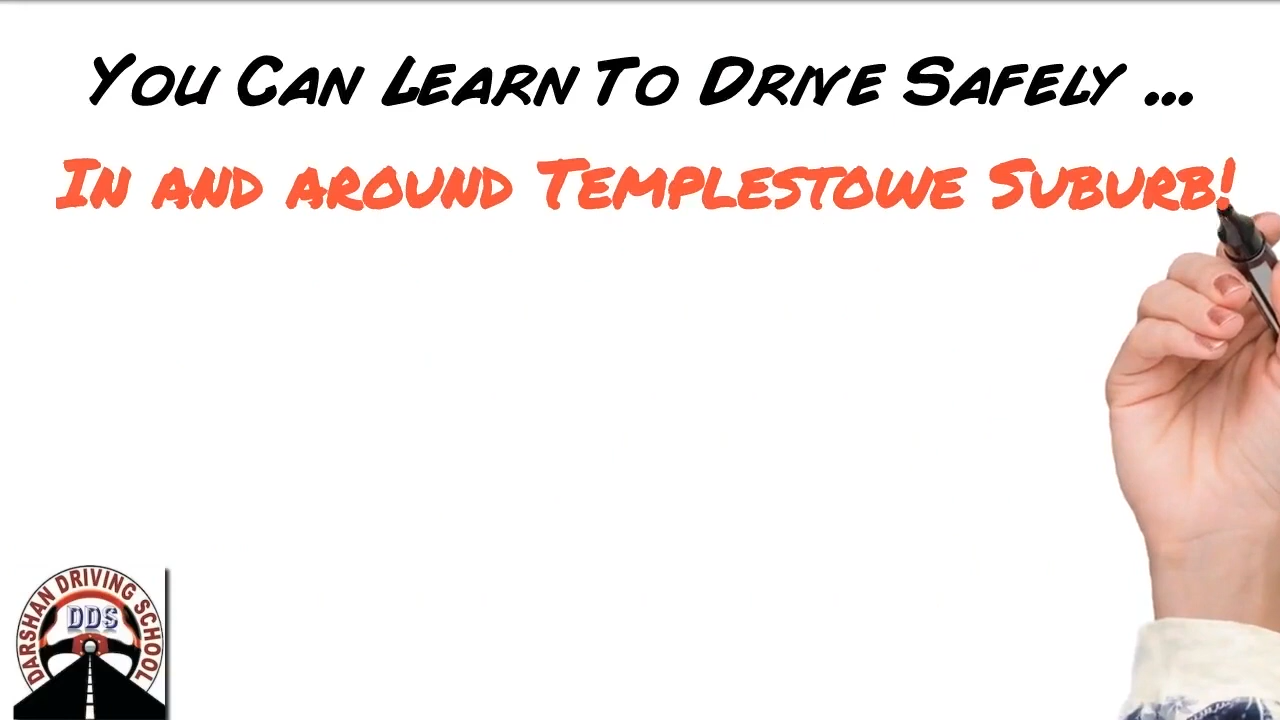 You Can Learn To Drive Safely ...
In and around Templestowe Suburb!
DARSHAN DRIVING SCHOOL
DDS